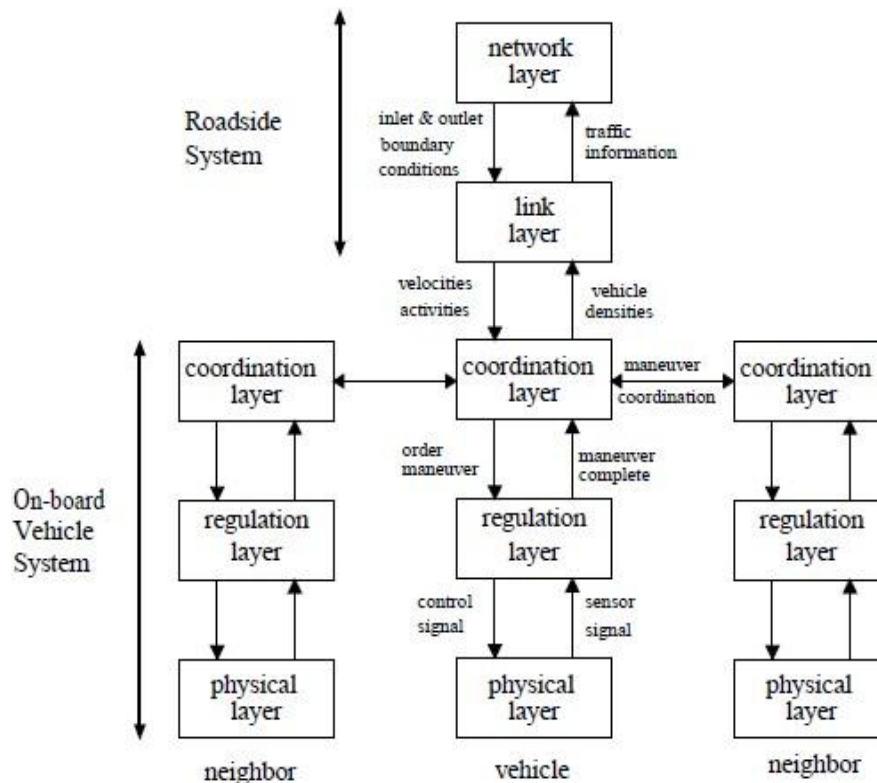 network
layer
Roadside
System
inlet & outlet
boundary
conditions
traffic
information
link
layer
velocities
activities
vehicle
densities
coordination
layer
coordination
layer
maneuver
coordination
coordination
layer
order
maneuver
maneuver
complete
On-board
Vehicle
System
regulation
layer
regulation
layer
regulation
layer
control
signal
sensor
signal
physical
layer
physical
layer
physical
layer
neighbor
vehicle
neighbor